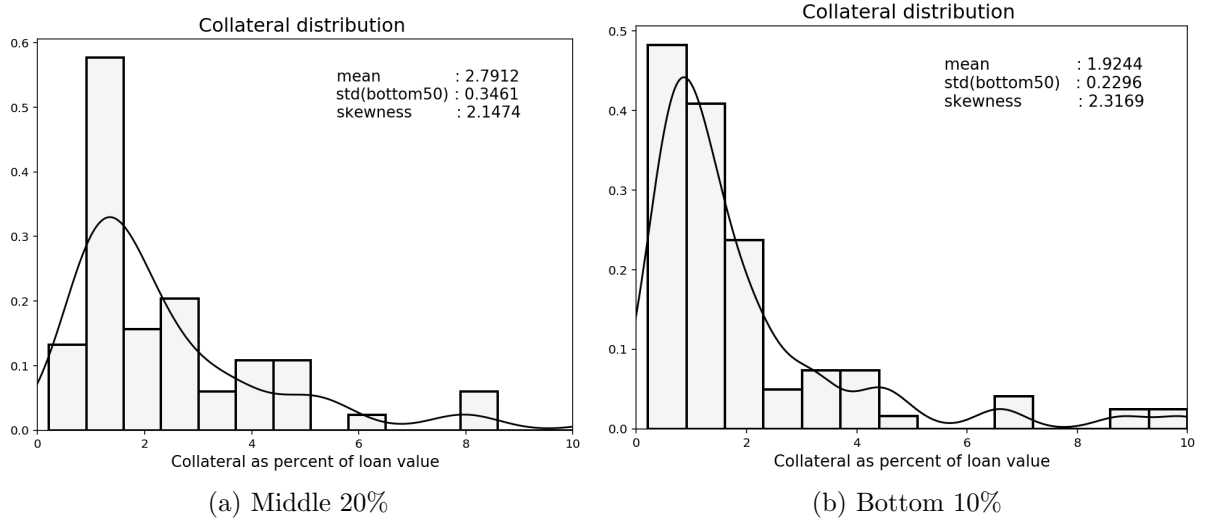 Collateral distribution
mean : 2.7912
std(bottom50) : 0.3461
skewness : 2.1474
0.6
0.5
0.4
0.3
0.2
0.1
0.0
0 2 4 6 8 10
Collateral as percent of loan value
(a) Middle 20%
Collateral distribution
mean : 1.9244
std(bottom50) : 0.2296
skewness : 2.3169
0.5
0.4
0.3
0.2
0.1
0.0
0 2 4 6 8 10
Collateral as percent of loan value
(b) Bottom 10%